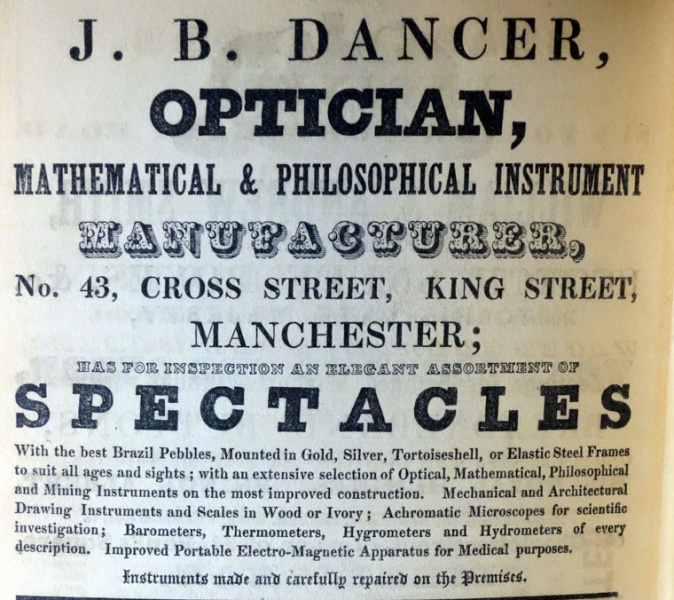 J. B. DANCER,
OPTICIAN,
MATHEMATICAL & PHILOSOPHICAL INSTRUMENT
MANUFACTURER,
No. 43, CROSS STREET, KING STREET,
MANCHESTER;
HAS FOR INSPECTION AN ELEGANT ASSORTMENT OF
SPECTACLES
With the best Brazil Pebbles, Mounted in Gold, Silver, Tortoiseshell, or Elastic Steel Frames
to suit all ages and sights; with an extensive selection of Optical, Mathematical, Philosophical
and Mining Instruments on the most improved construction. Mechanical and Architectural
Drawing Instruments and Scales in Wood or Ivory; Achromatic Microscopes for scientific
investigation; Barometers, Thermometers, Hygrometers and Hydrometers of every
description. Improved Portable Electro-Magnetic Apparatus for Medical purposes.
Instruments made and carefully repaired on the Premises.